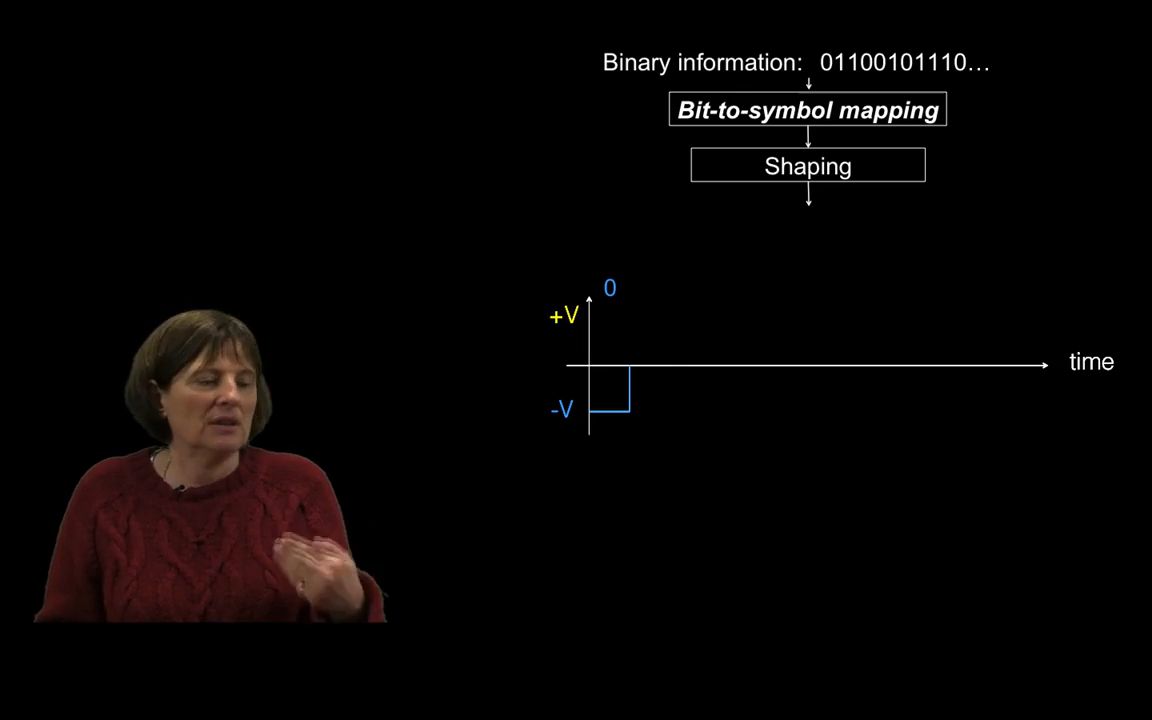 Binary information: 01100101110…
Bit-to-symbol mapping
Shaping
0
+V
time
-V